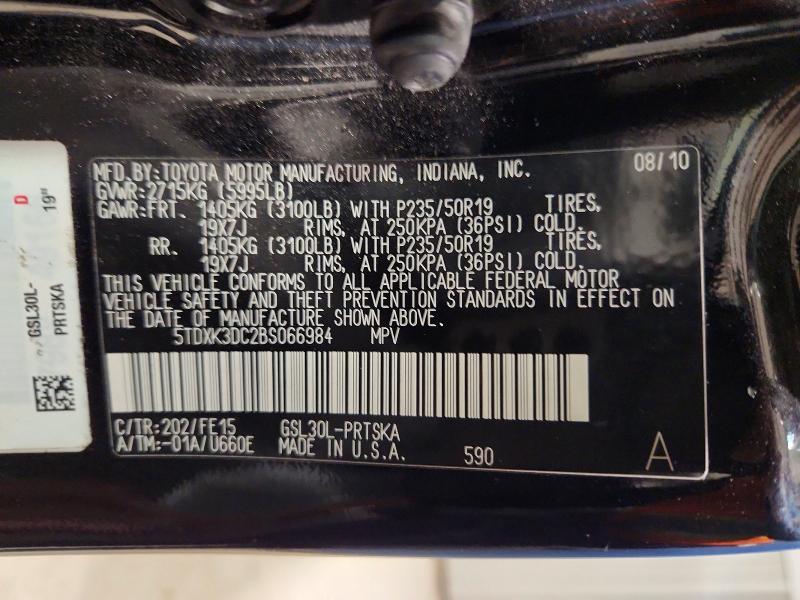 MFD.BY:TOYOTA MOTOR MANUFACTURING, INDIANA, INC. 08/10
GVWR:2715KG (5995LB)
GAWR:FRT. 1405KG (3100LB) WITH P235/50R19 TIRES,
19X7J RIMS, AT 250KPA (36PSI) COLD.
RR. 1405KG (3100LB) WITH P235/50R19 TIRES,
19X7J RIMS, AT 250KPA (36PSI) COLD.
THIS VEHICLE CONFORMS TO ALL APPLICABLE FEDERAL MOTOR
VEHICLE SAFETY AND THEFT PREVENTION STANDARDS IN EFFECT ON
THE DATE OF MANUFACTURE SHOWN ABOVE.
5TDXK3DC2BS066984 MPV
C/TR:202/FE15 GSL30L-PRTSKA
A/TM:-01A/U660E MADE IN U.S.A. 590 A
D
19"
GSL30L-
PRTSKA